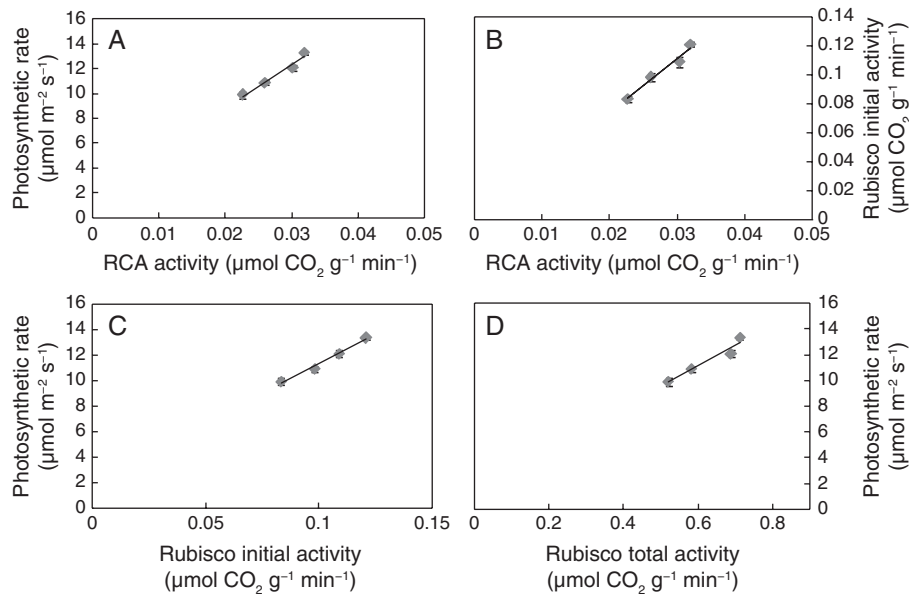 A
Photosynthetic rate
(µmol m⁻² s⁻¹)
16
14
12
10
8
6
4
2
0
0 0.01 0.02 0.03 0.04 0.05
RCA activity (µmol CO₂ g⁻¹ min⁻¹)
B
0.14
0.12
0.1
0.08
0.06
0.04
0.02
0
Rubisco initial activity
(µmol CO₂ g⁻¹ min⁻¹)
0 0.01 0.02 0.03 0.04 0.05
RCA activity (µmol CO₂ g⁻¹ min⁻¹)
C
Photosynthetic rate
(µmol m⁻² s⁻¹)
16
14
12
10
8
6
4
2
0
0 0.05 0.1 0.15
Rubisco initial activity
(µmol CO₂ g⁻¹ min⁻¹)
D
16
14
12
10
8
6
4
2
0
Photosynthetic rate
(µmol m⁻² s⁻¹)
0 0.2 0.4 0.6 0.8
Rubisco total activity
(µmol CO₂ g⁻¹ min⁻¹)